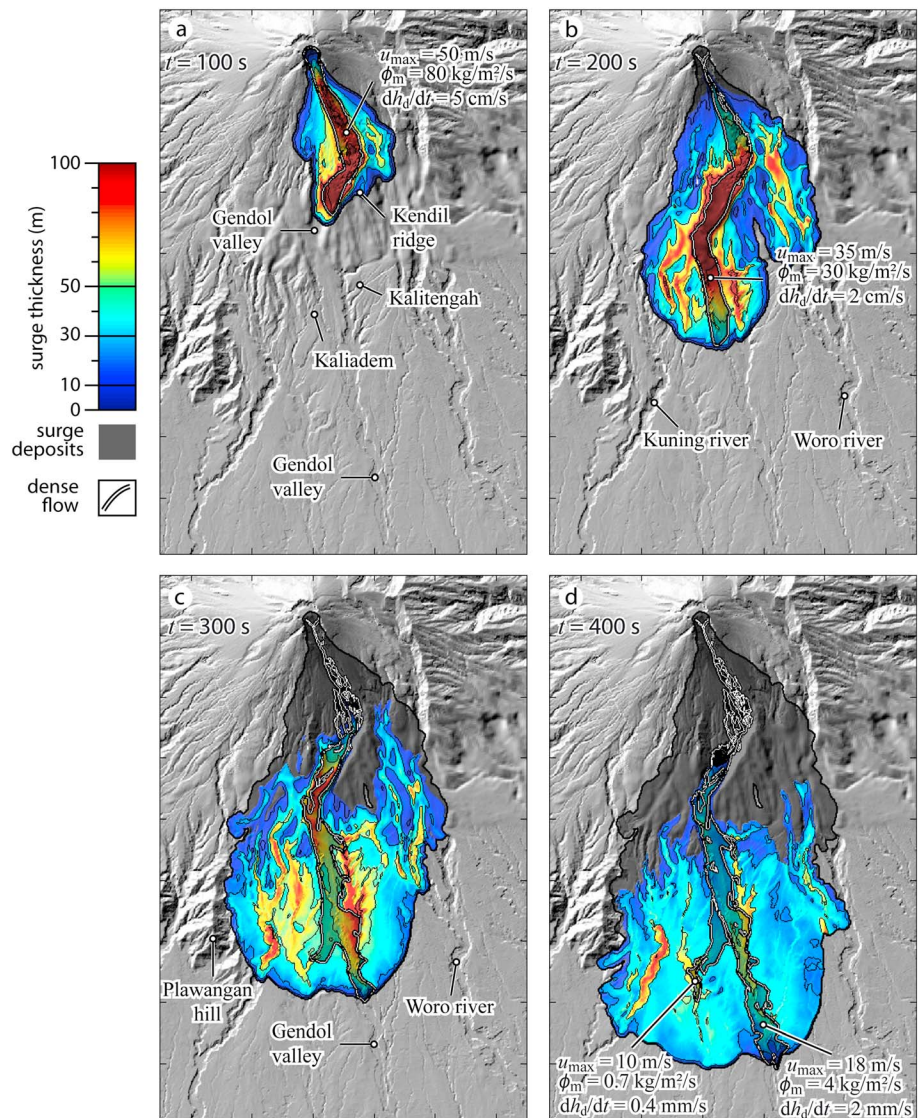 a
t = 100 s
u_max = 50 m/s
ϕ_m = 80 kg/m²/s
dh_d/dt = 5 cm/s
Gendol
valley
Kendil
ridge
Kalitengah
Kaliadem
Gendol
valley
b
t = 200 s
u_max = 35 m/s
ϕ_m = 30 kg/m²/s
dh_d/dt = 2 cm/s
Kuning river
Woro river
surge thickness (m)
100
50
30
10
0
surge
deposits
dense
flow
c
t = 300 s
Plawangan
hill
Woro river
Gendol
valley
d
t = 400 s
u_max = 10 m/s
ϕ_m = 0.7 kg/m²/s
dh_d/dt = 0.4 mm/s
u_max = 18 m/s
ϕ_m = 4 kg/m²/s
dh_d/dt = 2 mm/s